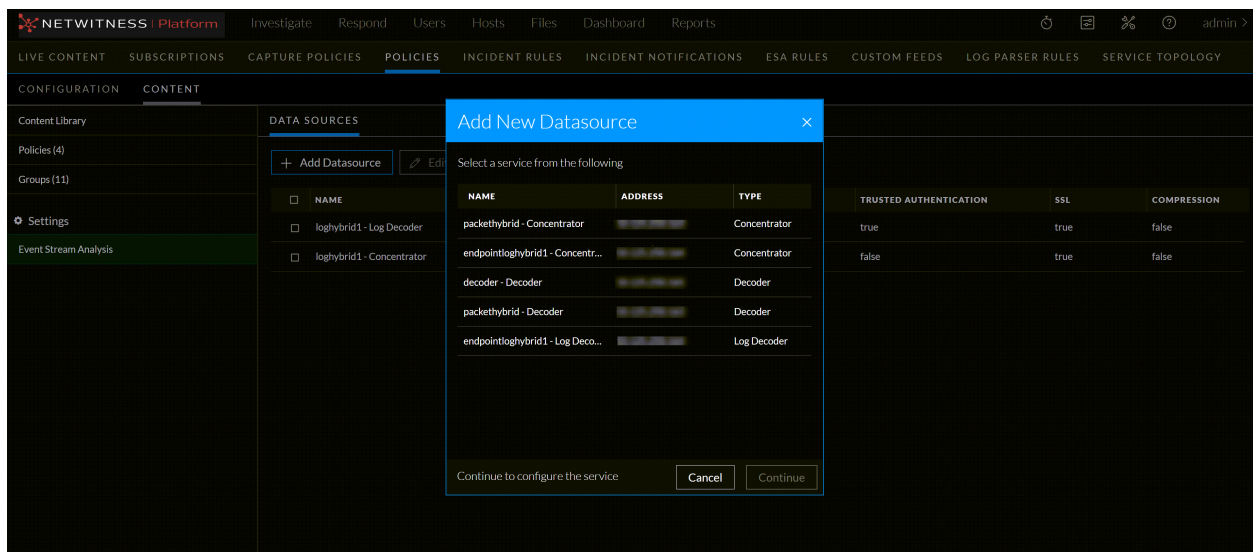 NETWITNESS Platform Investigate Respond Users Hosts Files Dashboard Reports admin >
LIVE CONTENT SUBSCRIPTIONS CAPTURE POLICIES POLICIES INCIDENT RULES INCIDENT NOTIFICATIONS ESA RULES CUSTOM FEEDS LOG PARSER RULES SERVICE TOPOLOGY
CONFIGURATION CONTENT
Content Library
Policies (4)
Groups (11)
Settings
Event Stream Analysis
DATA SOURCES
+ Add Datasource Edi
NAME TRUSTED AUTHENTICATION SSL COMPRESSION
loghybrid1 - Log Decoder true true false
loghybrid1 - Concentrator false true false
Add New Datasource ×
Select a service from the following
NAME ADDRESS TYPE
packethybrid - Concentrator Concentrator
endpointloghybrid1 - Concentr... Concentrator
decoder - Decoder Decoder
packethybrid - Decoder Decoder
endpointloghybrid1 - Log Deco... Log Decoder
Continue to configure the service Cancel Continue